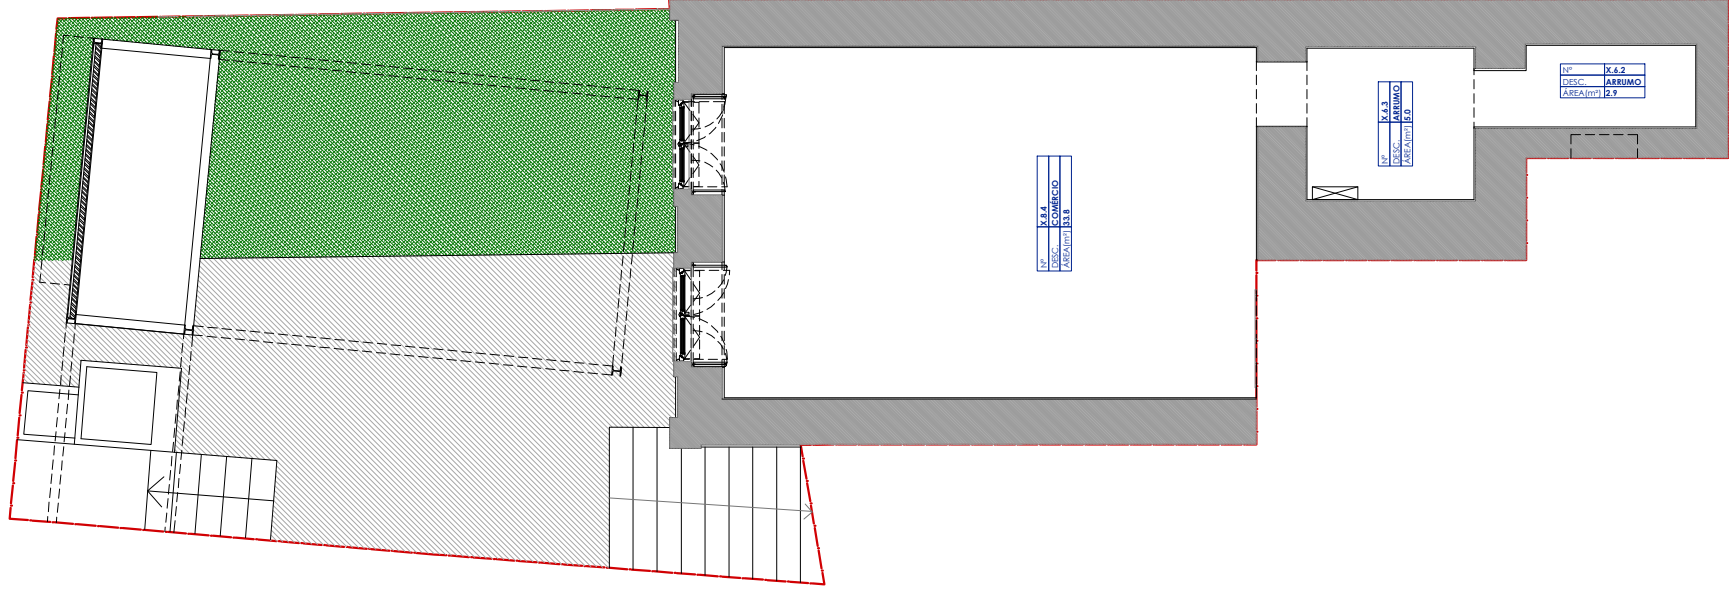 Nº X.8.4
DESC. COMÉRCIO
ÁREA(m²) 33.8
Nº X.6.3
DESC. ARRUMO
ÁREA(m²) 5.0
Nº X.6.2
DESC. ARRUMO
ÁREA(m²) 2.9